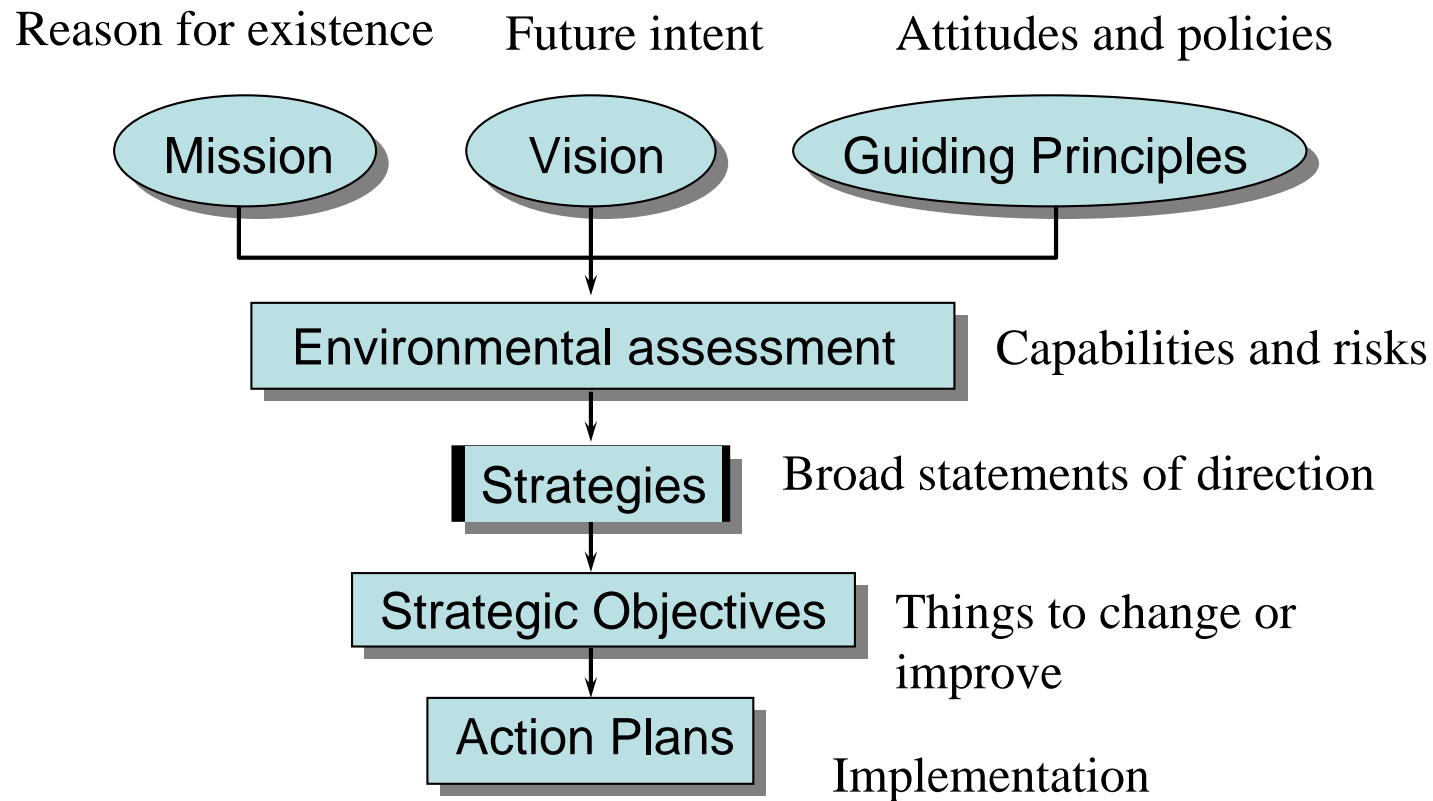 Reason for existence
Future intent
Attitudes and policies
Mission
Vision
Guiding Principles
Environmental assessment
Capabilities and risks
Strategies
Broad statements of direction
Strategic Objectives
Things to change or
improve
Action Plans
Implementation